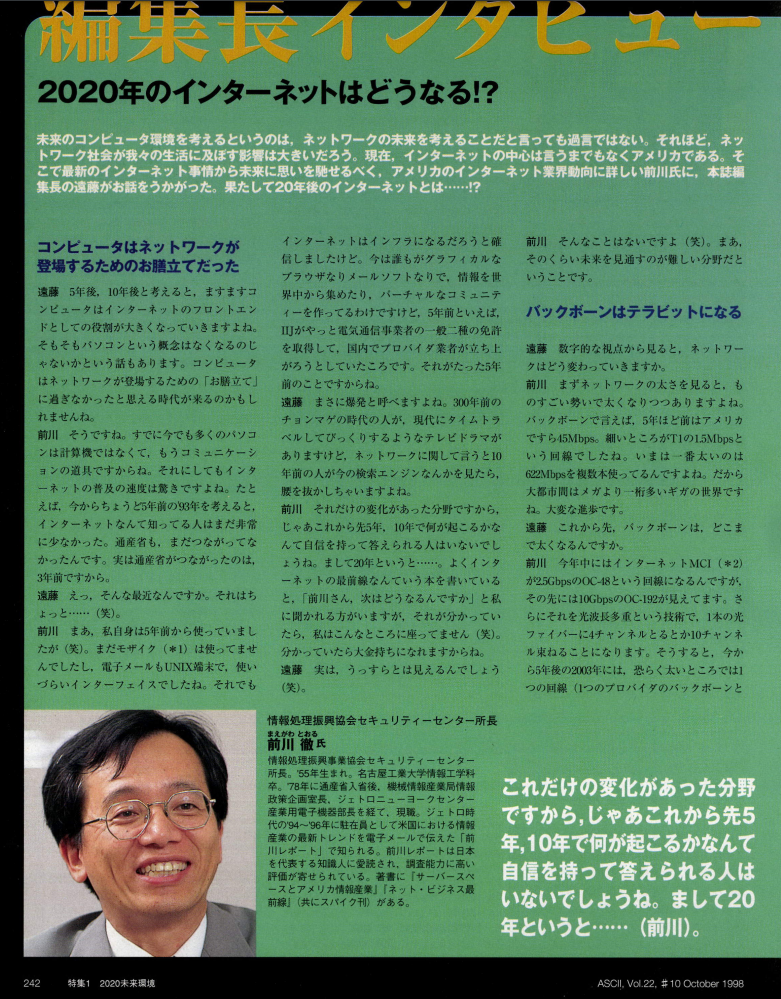 編集長インタビュー
2020年のインターネットはどうなる!?
未来のコンピュータ環境を考えるというのは，ネットワークの未来を考えることだと言っても過言ではない。それほど，ネッ
トワーク社会が我々の生活に及ぼす影響は大きいだろう。現在，インターネットの中心は言うまでもなくアメリカである。そ
こで最新のインターネット事情から未来に思いを馳せるべく，アメリカのインターネット業界動向に詳しい前川氏に，本誌編
集長の遠藤がお話をうかがった。果たして20年後のインターネットとは……!?
コンピュータはネットワークが
登場するためのお膳立てだった
遠藤　5年後，10年後と考えると，ますますコ
ンピュータはインターネットのフロントエン
ドとしての役割が大きくなっていきますよね。
そもそもパソコンという概念はなくなるのじ
ゃないかという話もあります。コンピュータ
はネットワークが登場するための「お膳立て」
に過ぎなかったと思える時代が来るのかもし
れませんね。
前川　そうですね。すでに今でも多くのパソコ
ンは計算機ではなくて，もうコミュニケーシ
ョンの道具ですからね。それにしてもインタ
ーネットの普及の速度は驚きですよね。たと
えば，今からちょうど5年前の'93年を考えると，
インターネットなんて知ってる人はまだ非常
に少なかった。通産省も，まだつながってな
かったんです。実は通産省がつながったのは，
3年前ですから。
遠藤　えっ，そんな最近なんですか。それはち
ょっと……（笑）。
前川　まあ，私自身は5年前から使っていまし
たが（笑）。まだモザイク（＊1）は使ってませ
んでしたし，電子メールもUNIX端末で，使い
づらいインターフェイスでしたね。それでも
インターネットはインフラになるだろうと確
信しましたけど。今は誰もがグラフィカルな
ブラウザなりメールソフトなりで，情報を世
界中から集めたり，バーチャルなコミュニテ
ィーを作ってるわけですけど，5年前といえば，
IIJがやっと電気通信事業者の一般二種の免許
を取得して，国内でプロバイダ業者が立ち上
がろうとしていたころです。それがたった5年
前のことですからね。
遠藤　まさに爆発と呼べますよね。300年前の
チョンマゲの時代の人が，現代にタイムトラ
ベルしてびっくりするようなテレビドラマが
ありますけど，ネットワークに関して言うと10
年前の人が今の検索エンジンなんかを見たら，
腰を抜かしちゃいますよね。
前川　それだけの変化があった分野ですから，
じゃあこれから先5年，10年で何が起こるかな
んて自信を持って答えられる人はいないでし
ょうね。まして20年というと……。よくインタ
ーネットの最前線なんていう本を書いている
と，「前川さん，次はどうなるんですか」と私
に聞かれる方がいますが，それが分かってい
たら，私はこんなところに座ってません（笑）。
分かっていたら大金持ちになれますからね。
遠藤　実は，うっすらとは見えるんでしょう
（笑）。
前川　そんなことはないですよ（笑）。まあ，
そのくらい未来を見通すのが難しい分野だと
いうことです。
バックボーンはテラビットになる
遠藤　数字的な視点から見ると，ネットワー
クはどう変わっていきますか。
前川　まずネットワークの太さを見ると，も
のすごい勢いで太くなりつつありますよね。
バックボーンで言えば，5年ほど前はアメリカ
ですら45Mbps。細いところがT1の1.5Mbpsと
いう回線でしたね。いまは一番太いのは
622Mbpsを複数本使ってるんですよね。だから
大都市間はメガより一桁多いギガの世界です
ね。大変な進歩です。
遠藤　これから先，バックボーンは，どこま
で太くなるんですか。
前川　今年中にはインターネットMCI（＊2）
が2.5GbpsのOC-48という回線になるんですが，
その先には10GbpsのOC-192が見えてます。さ
らにそれを光波長多重という技術で，1本の光
ファイバーに4チャンネルとるとか10チャンネ
ル束ねることになります。そうすると，今か
ら5年後の2003年には，恐らく太いところでは1
つの回線（1つのプロバイダのバックボーンと
情報処理振興協会セキュリティーセンター所長
まえがわ とおる
前川 徹氏
情報処理振興事業協会セキュリティーセンター
所長。'55年生まれ。名古屋工業大学情報工学科
卒。'78年に通産省入省後，機械情報産業局情報
政策企画室長，ジェトロニューヨークセンター
産業用電子機器部長を経て，現職。ジェトロ時
代の'94〜'96年に駐在員として米国における情報
産業の最新トレンドを電子メールで伝えた「前
川レポート」で知られる。前川レポートは日本
を代表する知識人に愛読され，調査能力に高い
評価が寄せられている。著書に『サーバースペ
ースとアメリカ情報産業』『ネット・ビジネス最
前線』（共にスパイク刊）がある。
これだけの変化があった分野
ですから,じゃあこれから先5
年,10年で何が起こるかなんて
自信を持って答えられる人は
いないでしょうね。まして20
年というと……（前川）。
242　特集1　2020未来環境
ASCII, Vol.22, ♯10 October 1998